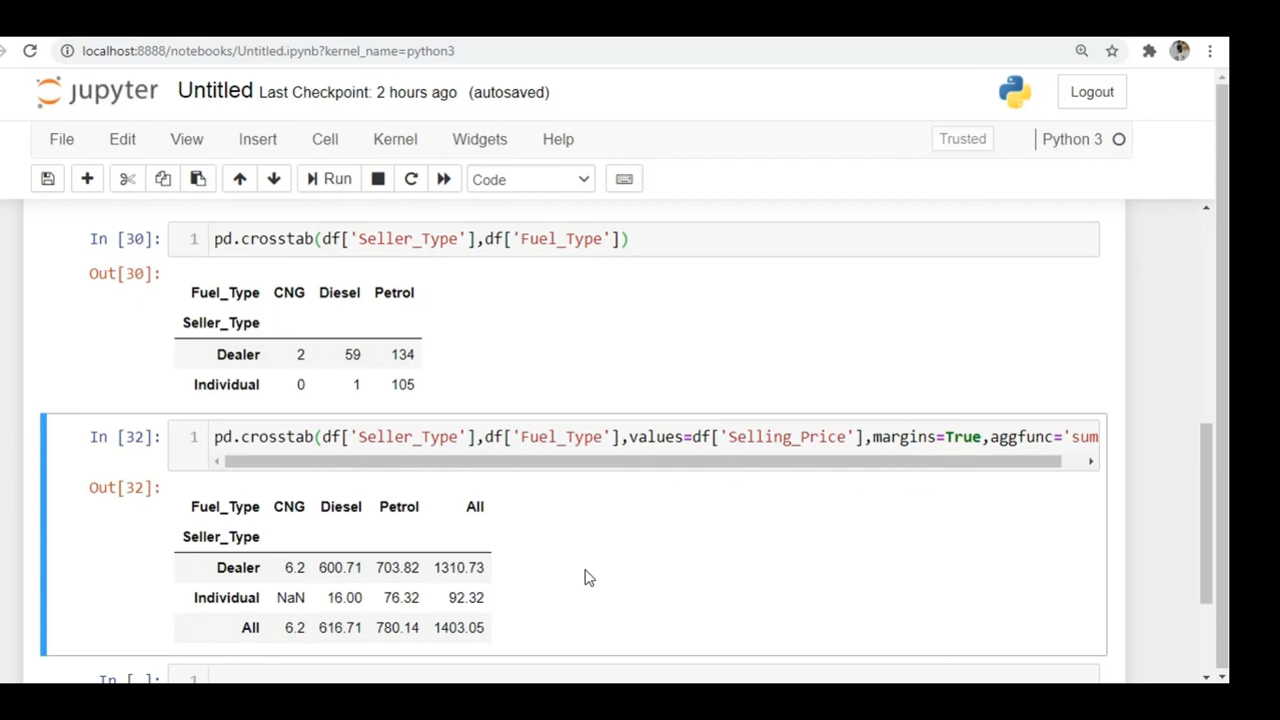 localhost:8888/notebooks/Untitled.ipynb?kernel_name=python3
jupyter Untitled Last Checkpoint: 2 hours ago (autosaved) Logout
File Edit View Insert Cell Kernel Widgets Help Trusted Python 3
Run Code
In [30]: 1 pd.crosstab(df['Seller_Type'],df['Fuel_Type'])
Out[30]:
Fuel_Type CNG Diesel Petrol
Seller_Type
Dealer 2 59 134
Individual 0 1 105
In [32]: 1 pd.crosstab(df['Seller_Type'],df['Fuel_Type'],values=df['Selling_Price'],margins=True,aggfunc='sum
Out[32]:
Fuel_Type CNG Diesel Petrol All
Seller_Type
Dealer 6.2 600.71 703.82 1310.73
Individual NaN 16.00 76.32 92.32
All 6.2 616.71 780.14 1403.05
In [ ]: 1